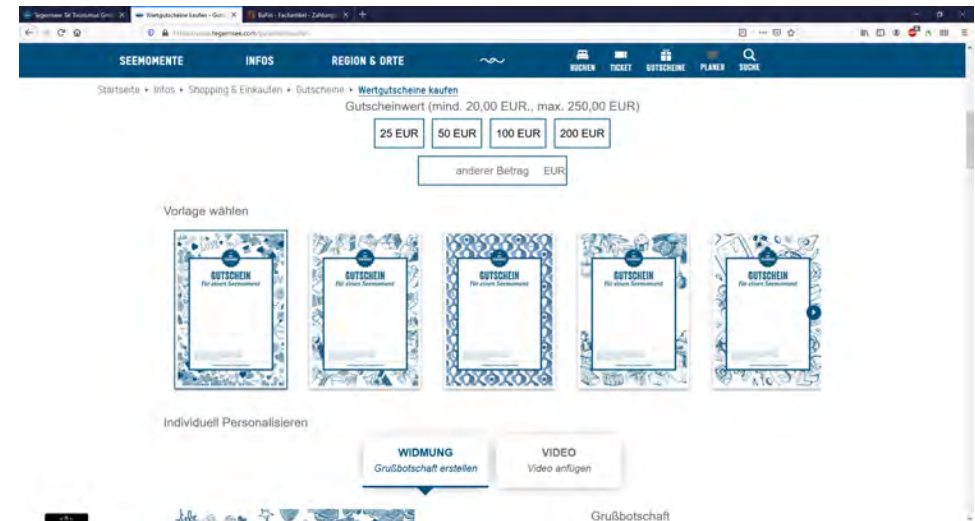 Wertgutscheine kaufen - Gut
tegernsee.com
SEEMOMENTE INFOS REGION & ORTE BUCHEN TICKET GUTSCHEINE PLANER SUCHE
Startseite Infos Shopping & Einkaufen Gutscheine Wertgutscheine kaufen
Gutscheinwert (mind. 20,00 EUR., max. 250,00 EUR)
25 EUR 50 EUR 100 EUR 200 EUR
anderer Betrag EUR
Vorlage wählen
GUTSCHEIN GUTSCHEIN GUTSCHEIN GUTSCHEIN GUTSCHEIN
Für einen Seemoment Für einen Seemoment Für einen Seemoment Für einen Seemoment Für einen Seemoment
Individuell Personalisieren
WIDMUNG VIDEO
Grußbotschaft erstellen Video anfügen
Grußbotschaft